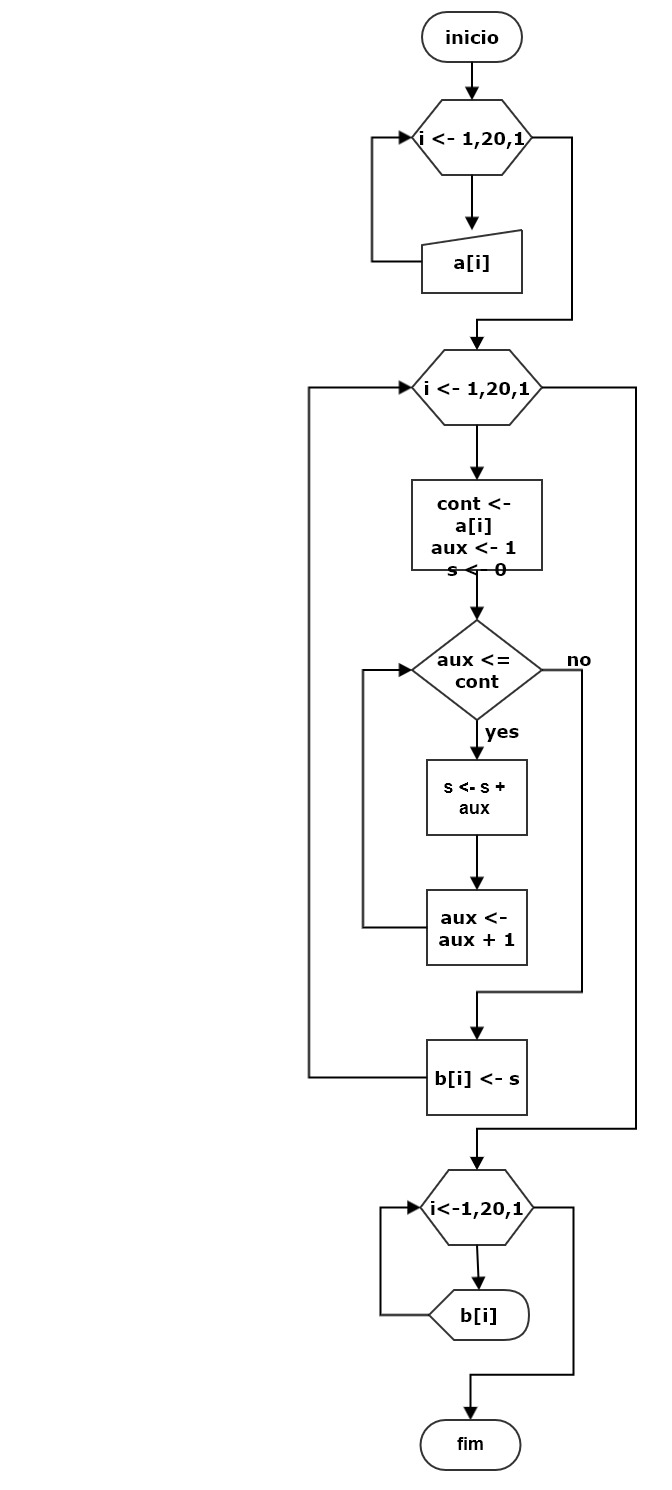 inicio
i <- 1,20,1
a[i]
i <- 1,20,1
cont <-
a[i]
aux <- 1
s <- 0
aux <=
cont
no
yes
s <- s +
aux
aux <-
aux + 1
b[i] <- s
i<-1,20,1
b[i]
fim